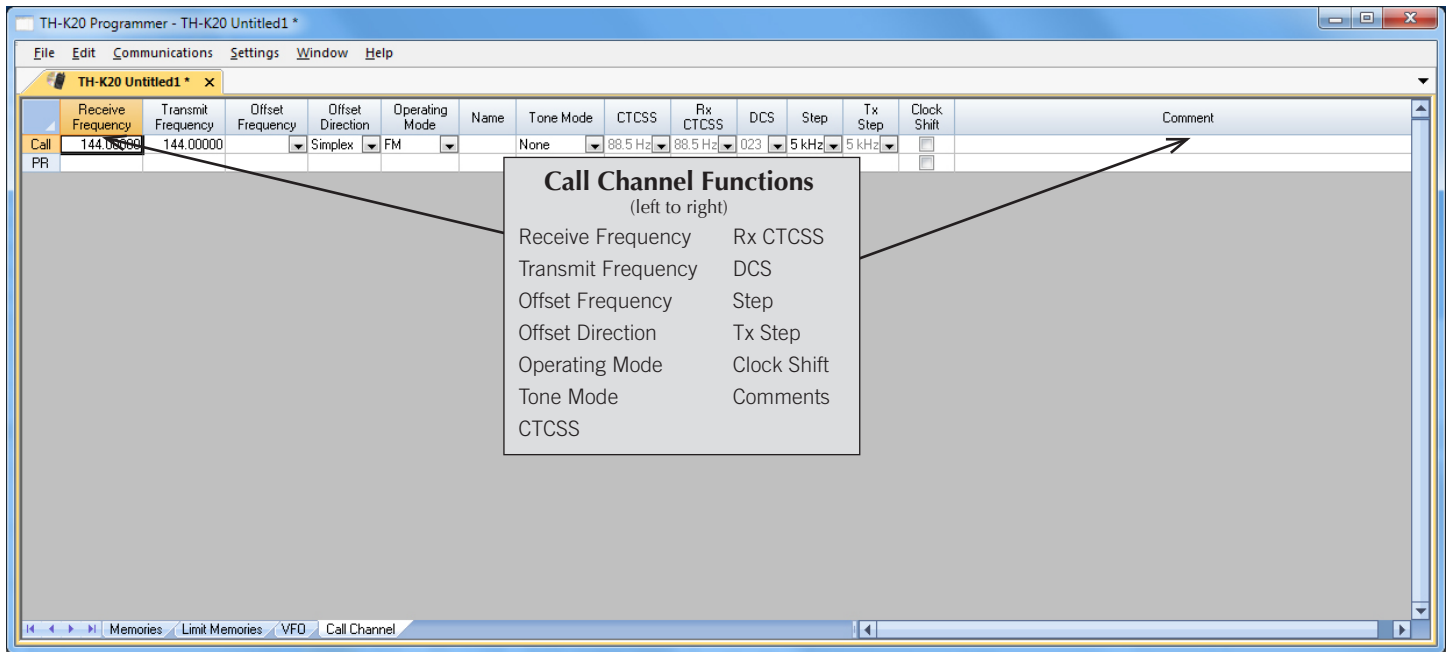 TH-K20 Programmer - TH-K20 Untitled1 *
File Edit Communications Settings Window Help
TH-K20 Untitled1 * X
Receive Frequency Transmit Frequency Offset Frequency Offset Direction Operating Mode Name Tone Mode CTCSS Rx CTCSS DCS Step Tx Step Clock Shift Comment
Call 144.00000 144.00000 Simplex FM None 88.5 Hz 88.5 Hz 023 5 kHz 5 kHz
PR
Call Channel Functions
(left to right)
Receive Frequency Rx CTCSS
Transmit Frequency DCS
Offset Frequency Step
Offset Direction Tx Step
Operating Mode Clock Shift
Tone Mode Comments
CTCSS
Memories Limit Memories VFO Call Channel